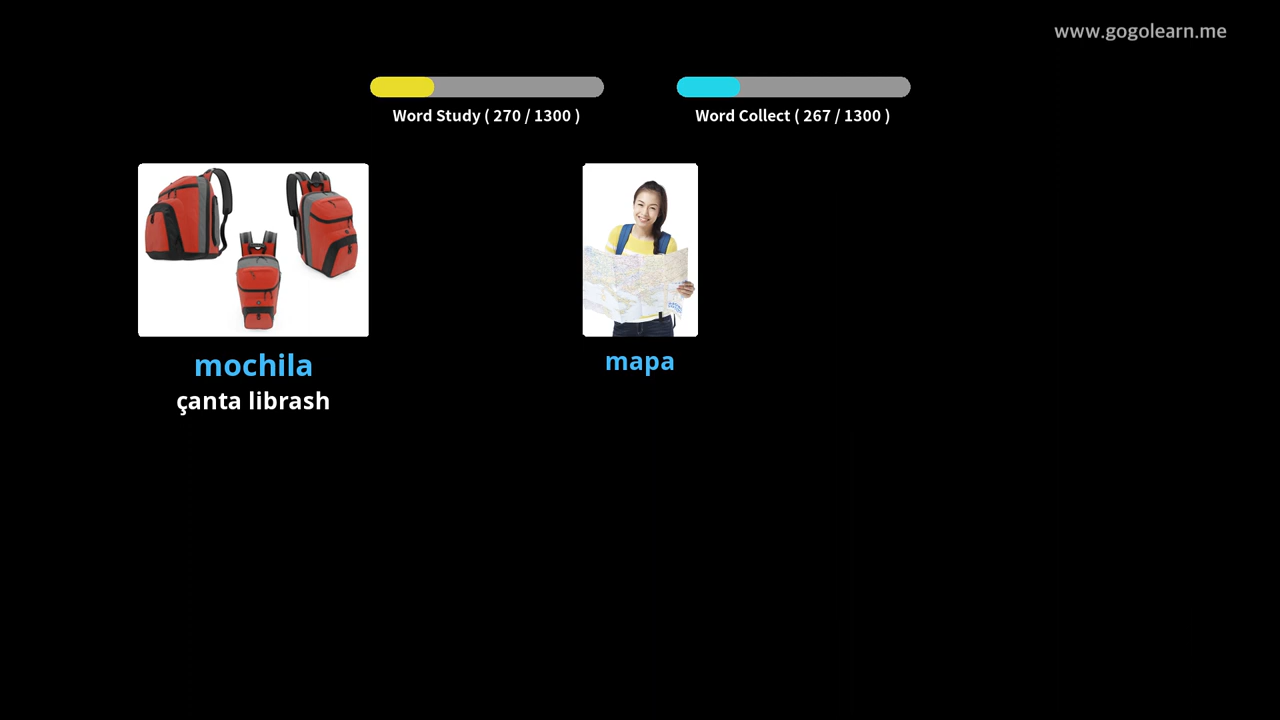 www.gogolearn.me
Word Study ( 270 / 1300 )
Word Collect ( 267 / 1300 )
mochila
çanta librash
mapa